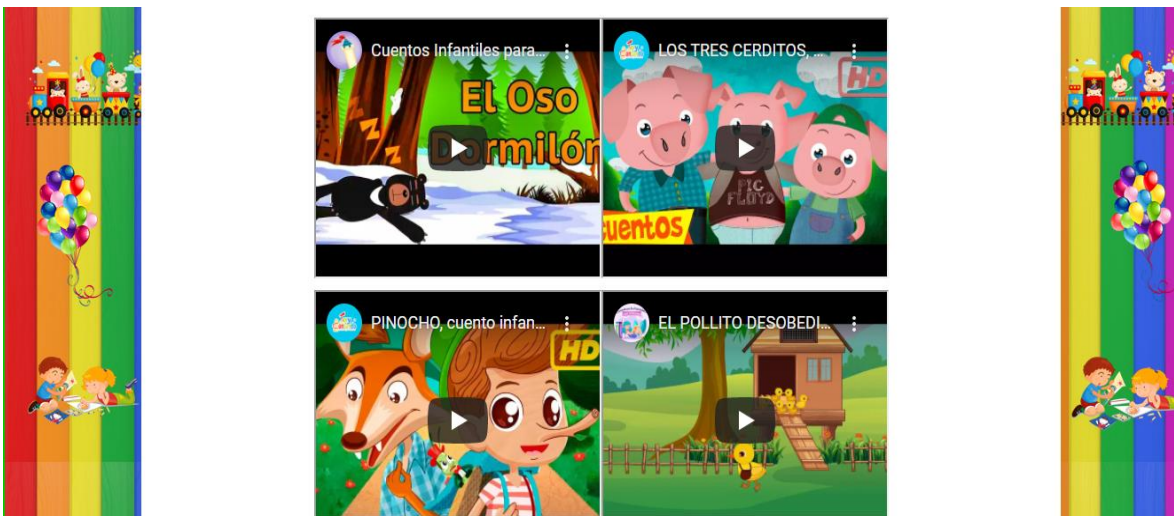 Cuentos Infantiles para...
El Oso
Dormilón
LOS TRES CERDITOS, ...
HD
PIG
FLOYD
cuentos
PINOCHO, cuento infan...
HD
EL POLLITO DESOBEDI...